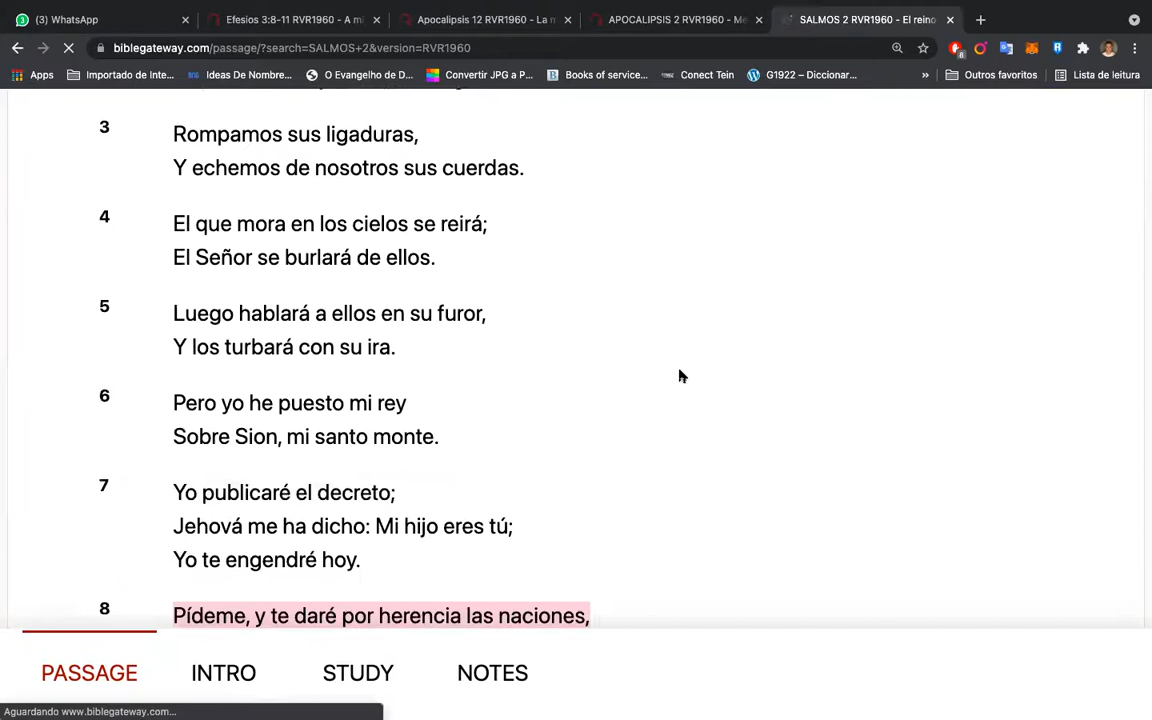 (3) WhatsApp
Efesios 3:8-11 RVR1960 - A mi
Apocalipsis 12 RVR1960 - La m
APOCALIPSIS 2 RVR1960 - Me
SALMOS 2 RVR1960 - El reino
biblegateway.com/passage/?search=SALMOS+2&version=RVR1960
8
Apps
Importado de Inte...
Ideas De Nombre...
O Evangelho de D...
Convertir JPG a P...
Books of service...
Conect Tein
G1922 – Diccionar...
»
Outros favoritos
Lista de leitura
3
Rompamos sus ligaduras,
Y echemos de nosotros sus cuerdas.
4
El que mora en los cielos se reirá;
El Señor se burlará de ellos.
5
Luego hablará a ellos en su furor,
Y los turbará con su ira.
6
Pero yo he puesto mi rey
Sobre Sion, mi santo monte.
7
Yo publicaré el decreto;
Jehová me ha dicho: Mi hijo eres tú;
Yo te engendré hoy.
8
Pídeme, y te daré por herencia las naciones,
PASSAGE
INTRO
STUDY
NOTES
Aguardando www.biblegateway.com...